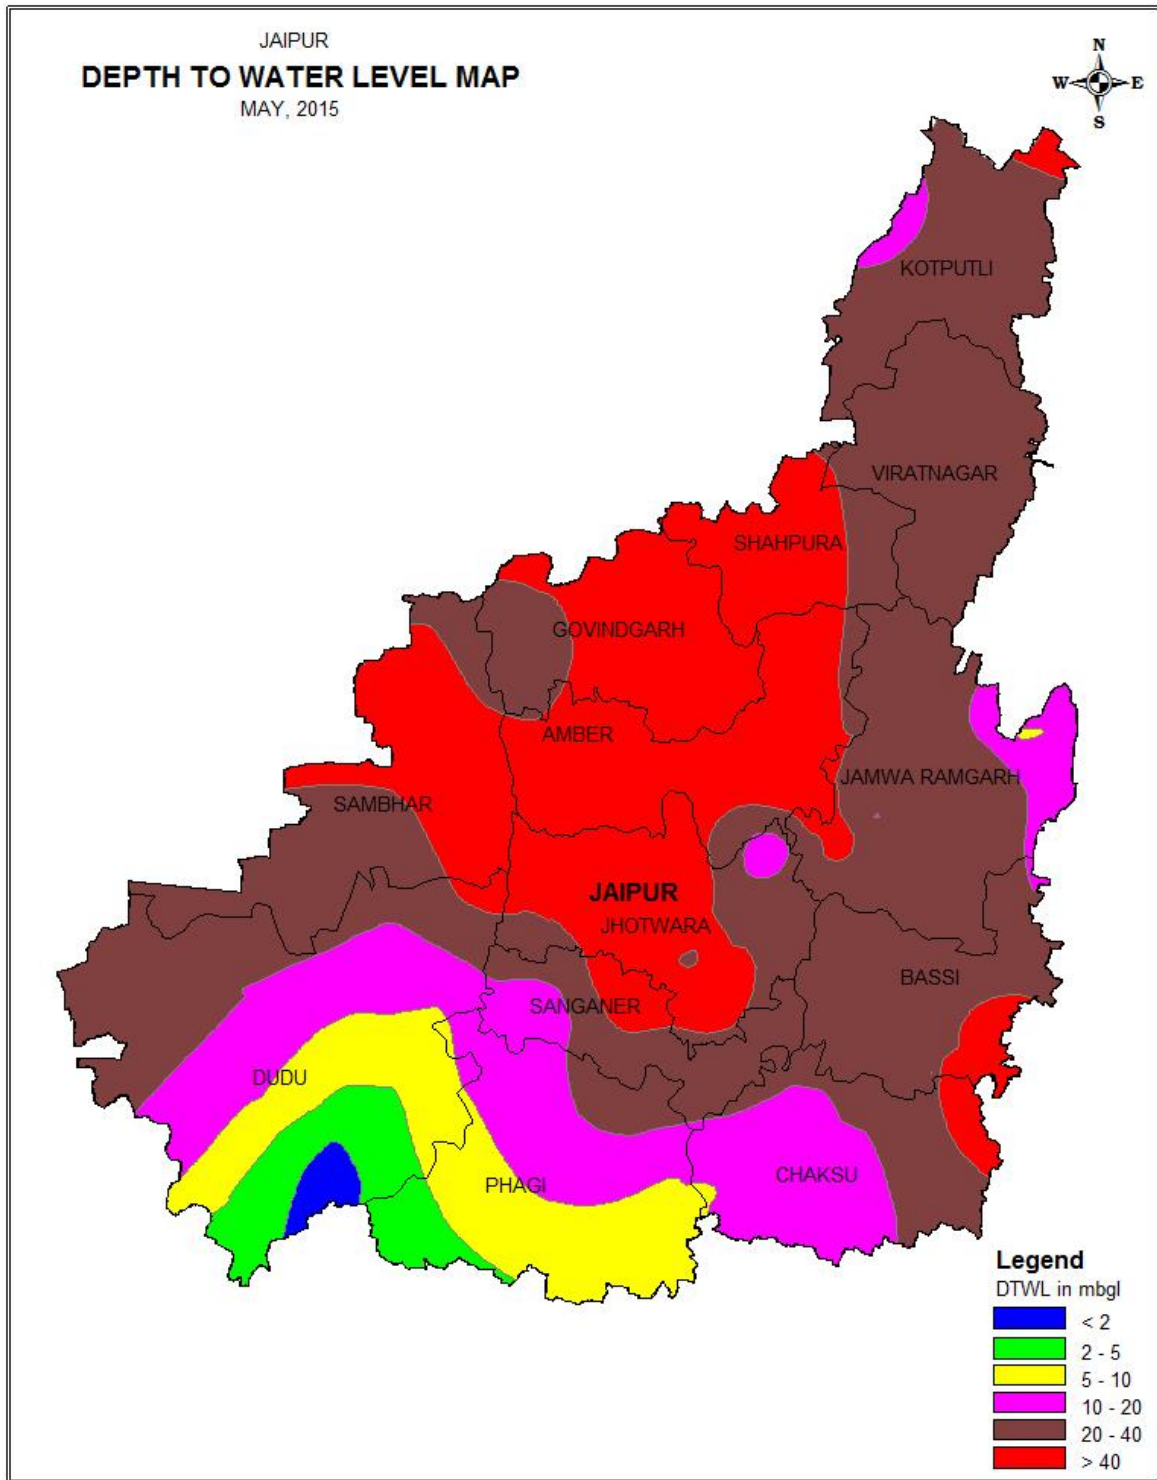 JAIPUR
DEPTH TO WATER LEVEL MAP
MAY, 2015
N
W E
S
KOTPUTLI
VIRATNAGAR
SHAHPURA
GOVINDGARH
AMBER
JAMWA RAMGARH
SAMBHAR
JAIPUR
JHOTWARA
BASSI
SANGANER
DUDU
CHAKSU
PHAGI
Legend
DTWL in mbgl
< 2
2 - 5
5 - 10
10 - 20
20 - 40
> 40